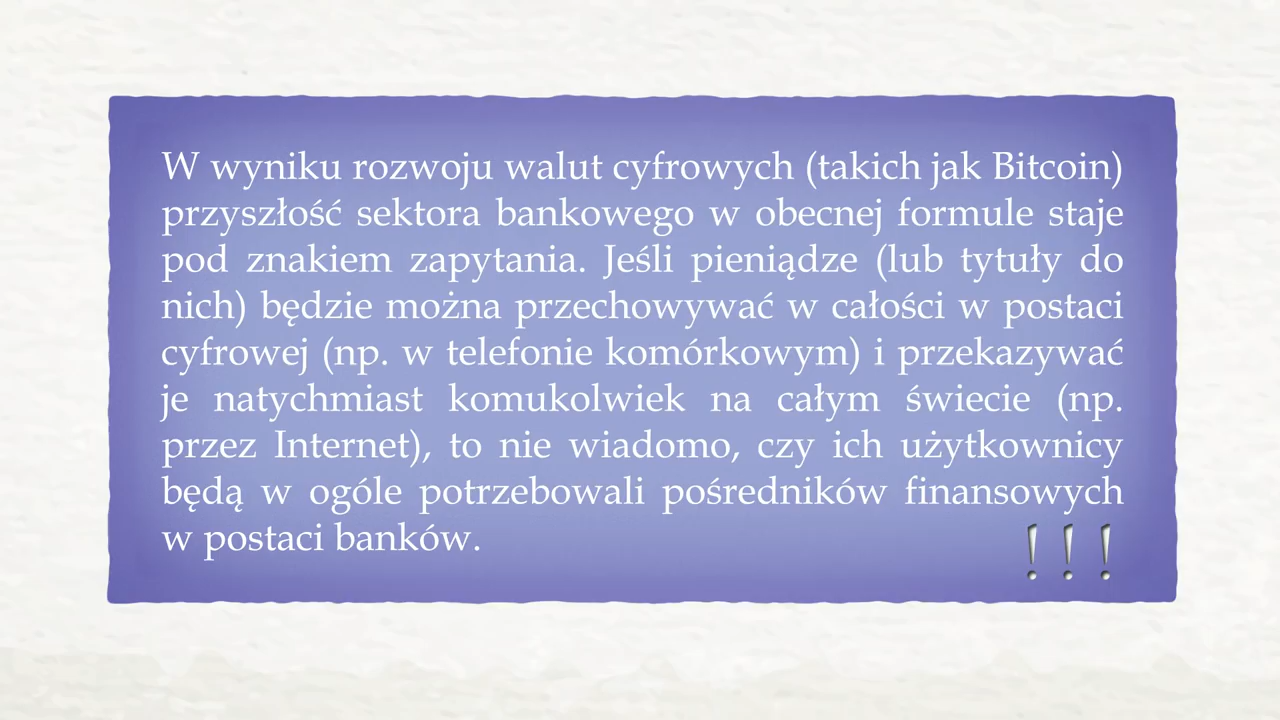 W wyniku rozwoju walut cyfrowych (takich jak Bitcoin)
przyszłość sektora bankowego w obecnej formule staje
pod znakiem zapytania. Jeśli pieniądze (lub tytuły do
nich) będzie można przechowywać w całości w postaci
cyfrowej (np. w telefonie komórkowym) i przekazywać
je natychmiast komukolwiek na całym świecie (np.
przez Internet), to nie wiadomo, czy ich użytkownicy
będą w ogóle potrzebowali pośredników finansowych
w postaci banków.
! ! !